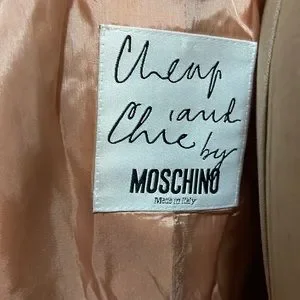 Cheap
and
Chic by
MOSCHINO
Made in Italy